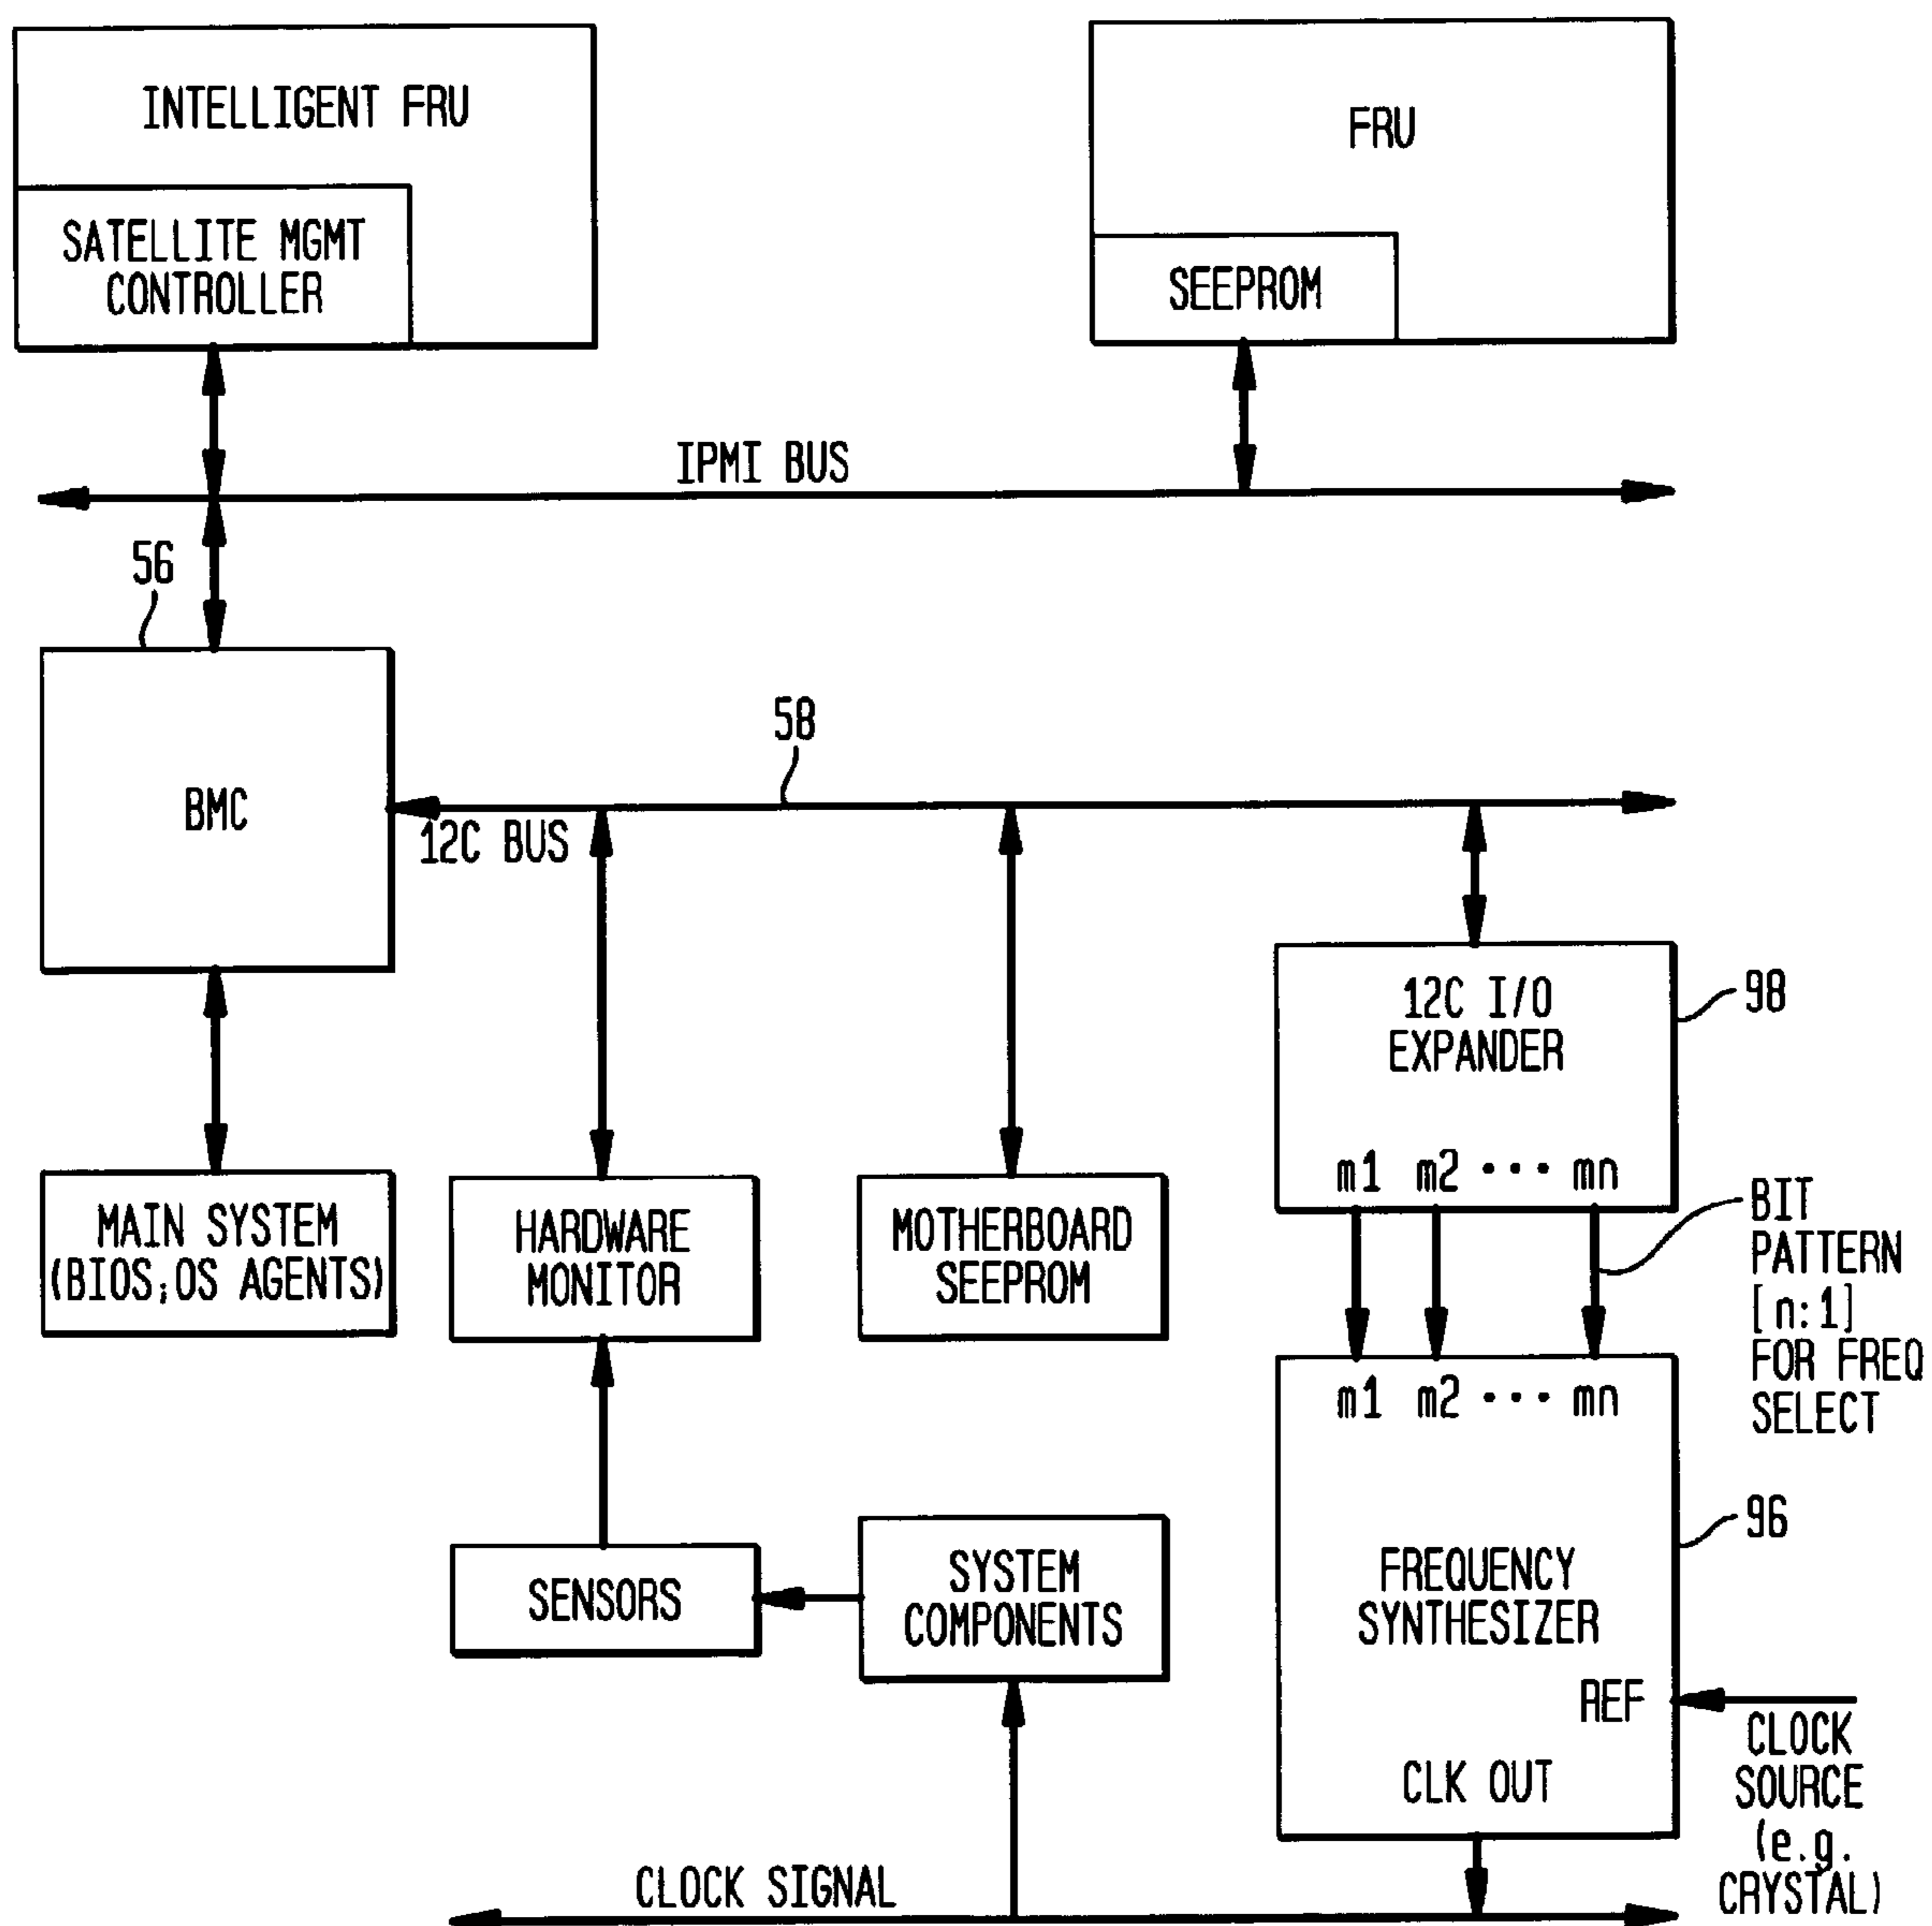 INTELLIGENT FRU
SATELLITE MGMT
CONTROLLER
FRU
SEEPROM
IPMI BUS
56
BMC
58
12C BUS
12C I/O
EXPANDER
98
m1 m2 ··· mn
BIT
PATTERN
[n:1]
FOR FREQ
SELECT
MAIN SYSTEM
(BIOS;OS AGENTS)
HARDWARE
MONITOR
MOTHERBOARD
SEEPROM
m1 m2 ··· mn
96
FREQUENCY
SYNTHESIZER
REF
CLK OUT
SENSORS
SYSTEM
COMPONENTS
CLOCK
SOURCE
(e.g.
CRYSTAL)
CLOCK SIGNAL